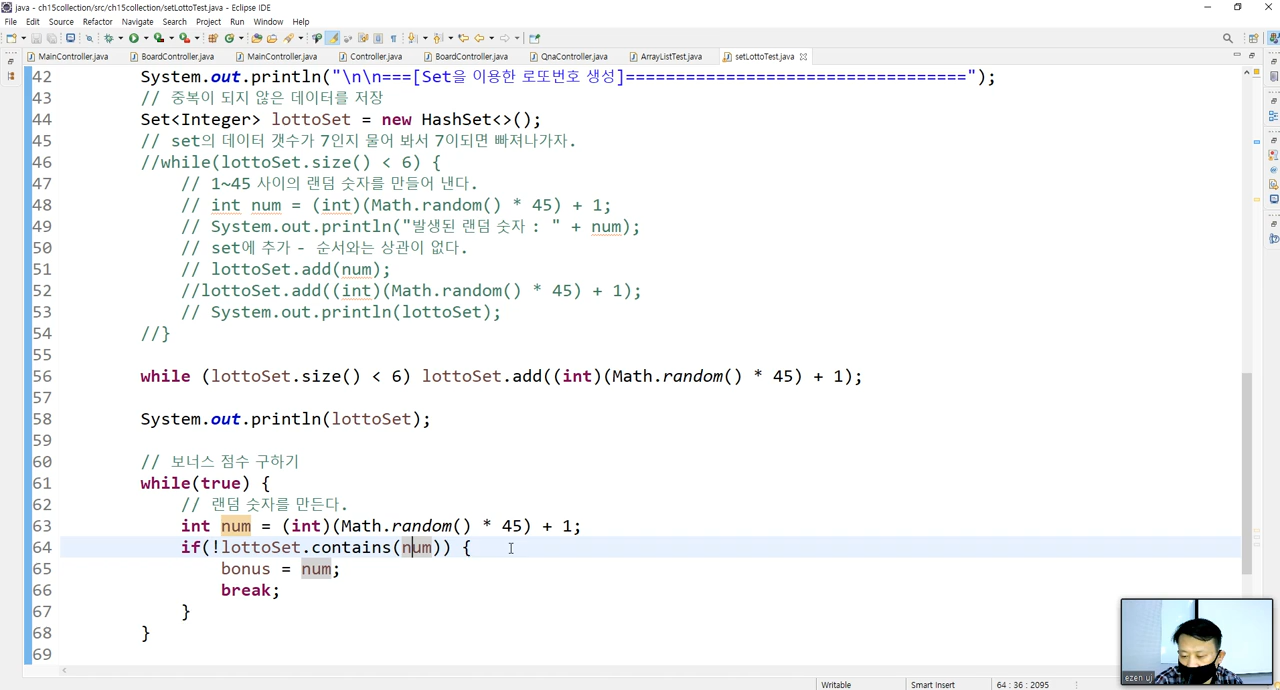 java - ch15collection/src/ch15collection/setLottoTest.java - Eclipse IDE
File Edit Source Refactor Navigate Search Project Run Window Help
MainController.java BoardController.java MainController.java Controller.java BoardController.java QnaController.java ArrayListTest.java setLottoTest.java
42 System.out.println("\n\n===[Set을 이용한 로또번호 생성]==================================");
43 // 중복이 되지 않은 데이터를 저장
44 Set<Integer> lottoSet = new HashSet<>();
45 // set의 데이터 갯수가 7인지 물어 봐서 7이되면 빠져나가자.
46 //while(lottoSet.size() < 6) {
47 // 1~45 사이의 랜덤 숫자를 만들어 낸다.
48 // int num = (int)(Math.random() * 45) + 1;
49 // System.out.println("발생된 랜덤 숫자 : " + num);
50 // set에 추가 - 순서와는 상관이 없다.
51 // lottoSet.add(num);
52 //lottoSet.add((int)(Math.random() * 45) + 1);
53 // System.out.println(lottoSet);
54 //}
55
56 while (lottoSet.size() < 6) lottoSet.add((int)(Math.random() * 45) + 1);
57
58 System.out.println(lottoSet);
59
60 // 보너스 점수 구하기
61 while(true) {
62 // 랜덤 숫자를 만든다.
63 int num = (int)(Math.random() * 45) + 1;
64 if(!lottoSet.contains(num)) {
65 bonus = num;
66 break;
67 }
68 }
69
ezen uj
Writable Smart Insert 64 : 36 : 2095